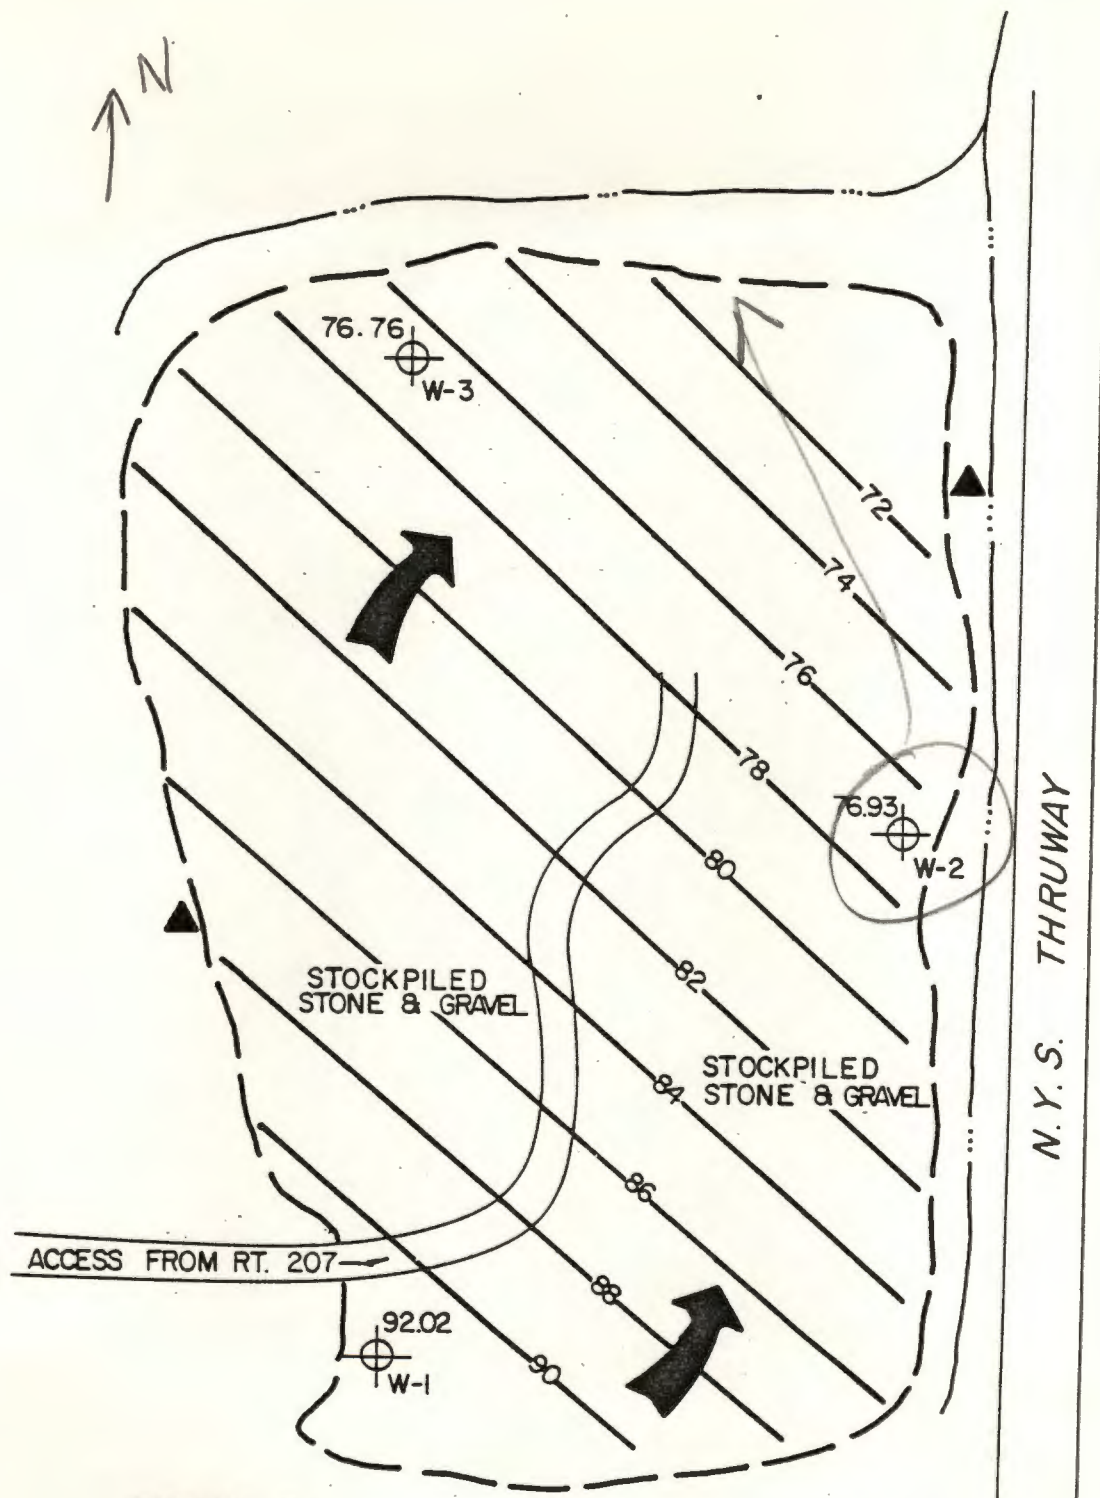 N
76.76
W-3
72
74
76
78
76.93
W-2
80
82
STOCKPILED
STONE & GRAVEL
STOCKPILED
STONE & GRAVEL
84
86
88
90
ACCESS FROM RT. 207
92.02
W-1
N.Y.S. THRUWAY